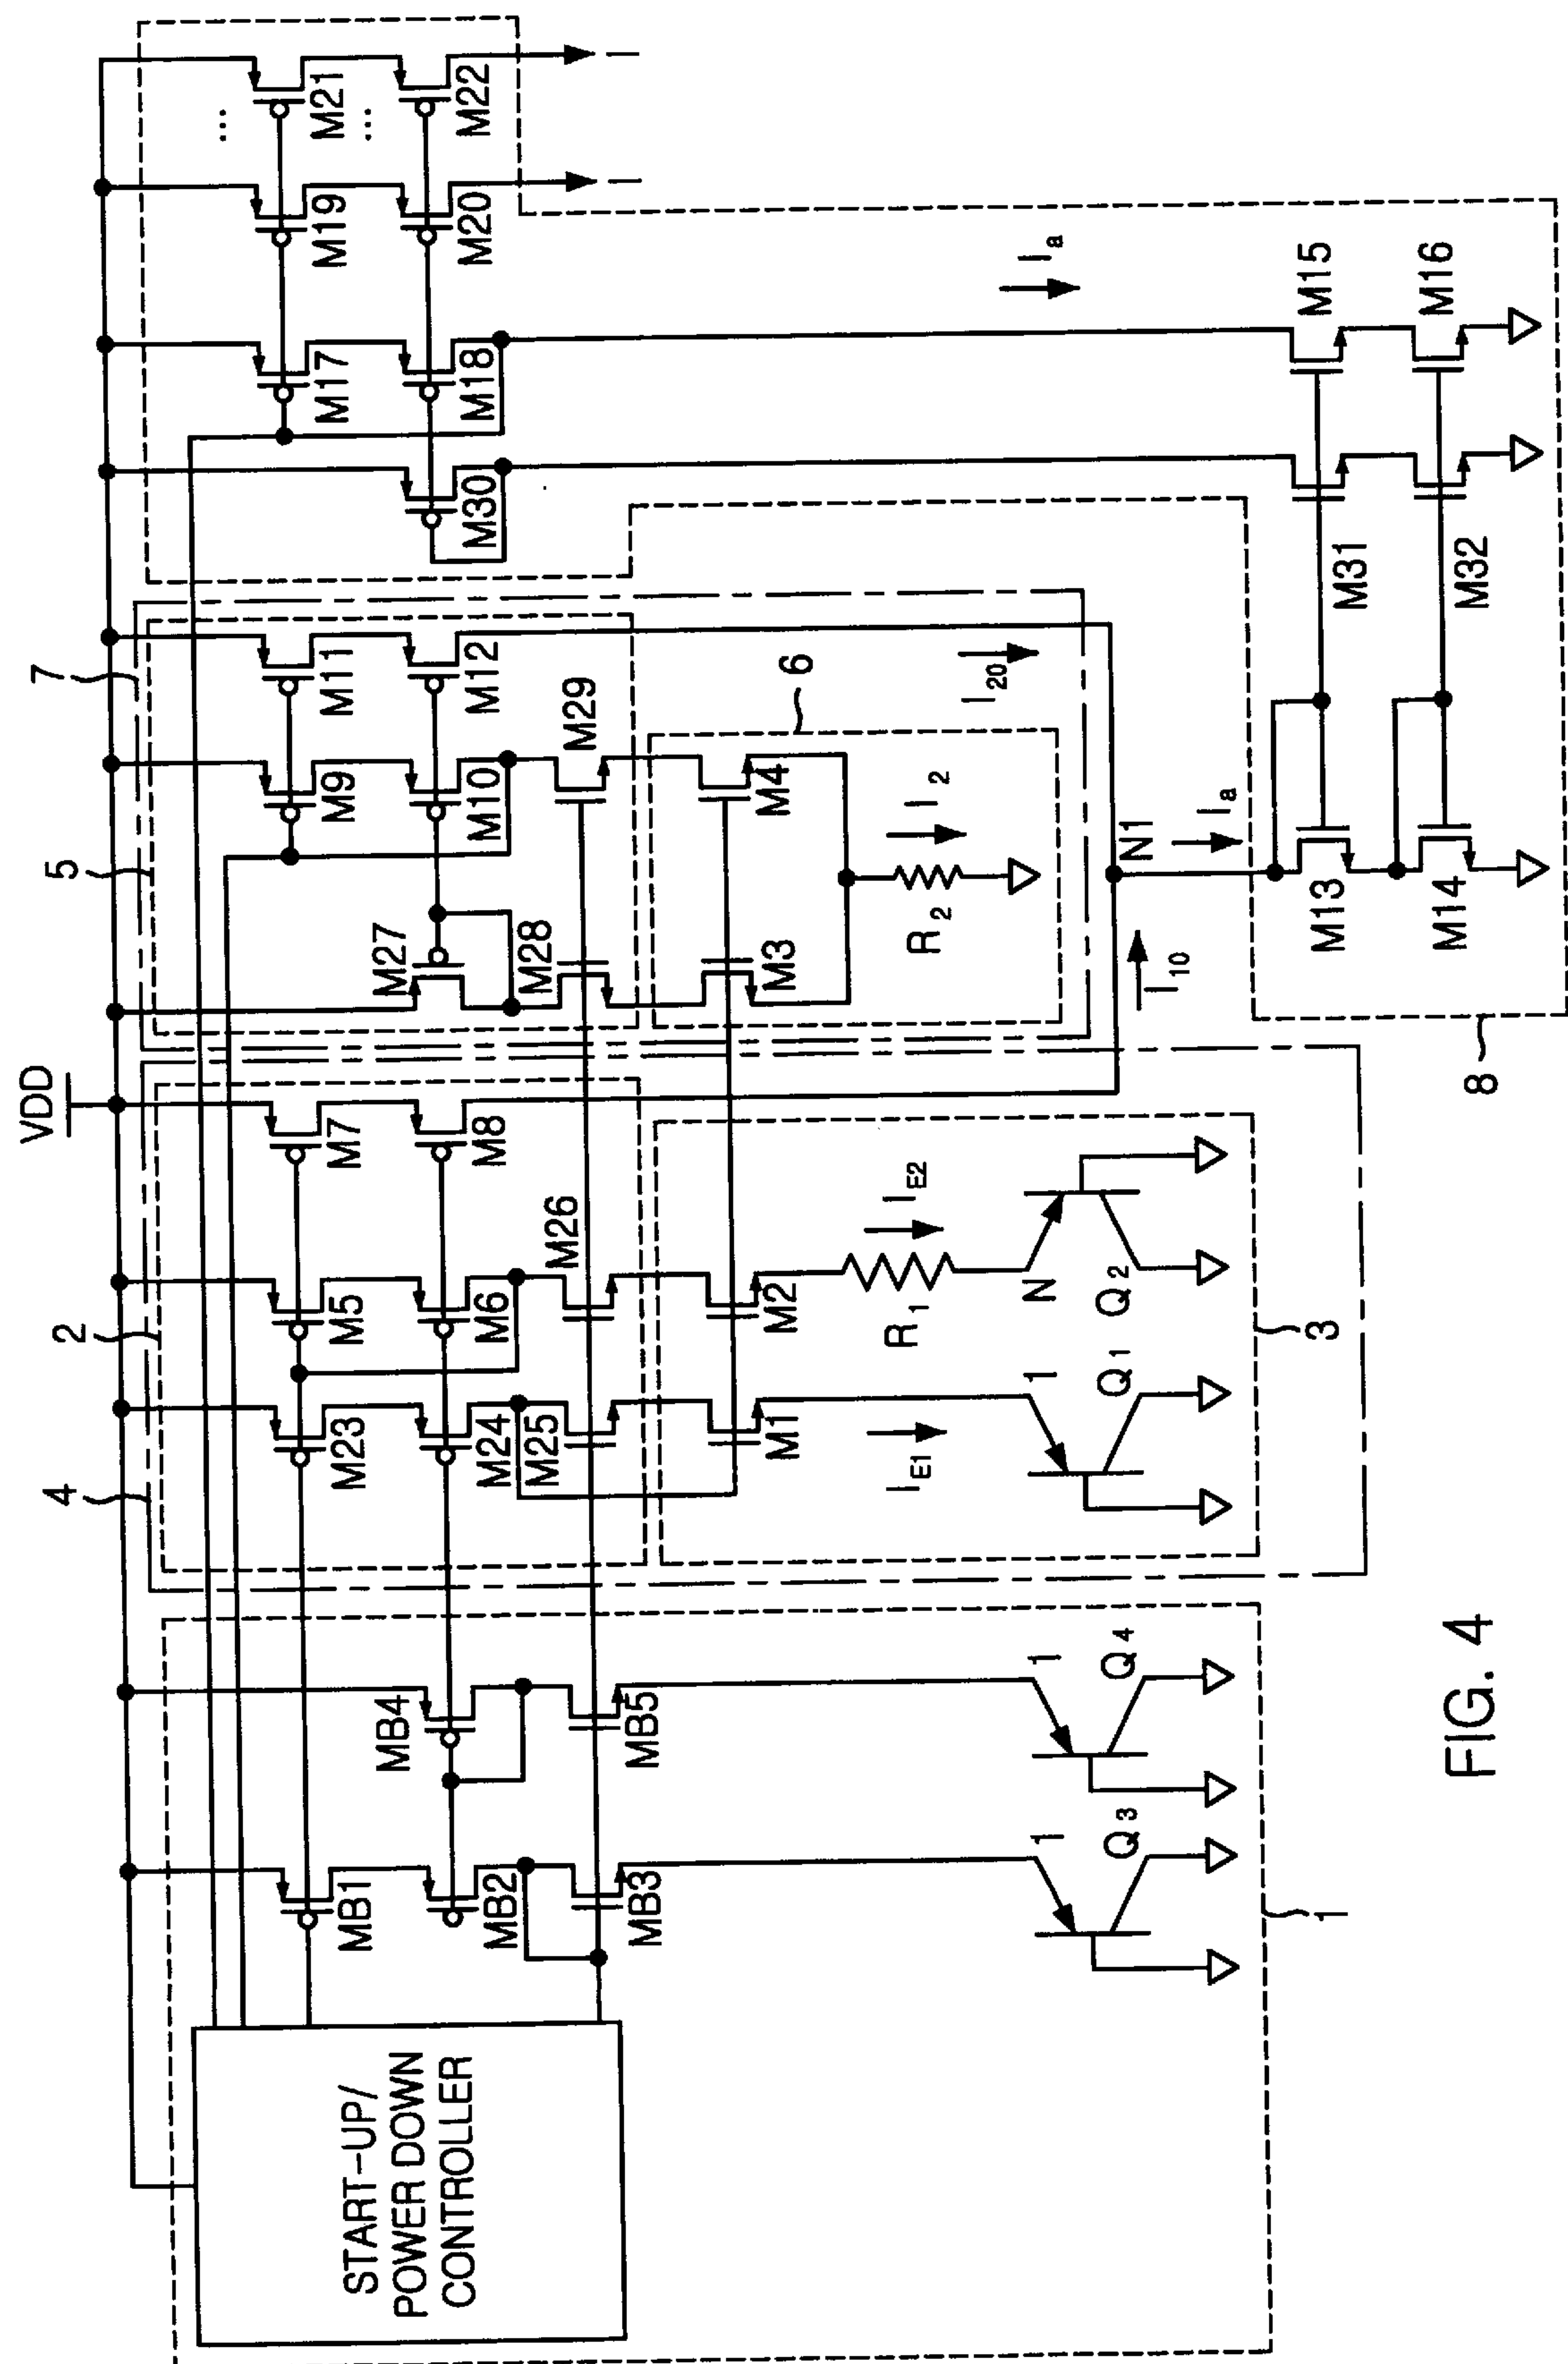 VDD
4
2
5
7
START-UP/
POWER DOWN
CONTROLLER
MB1
MB2
MB3
MB4
MB5
1
Q3
1
Q4
1
M23
M24
M25
M5
M6
M26
M7
M8
M1
M2
IE1
R1
IE2
1
Q1
N
Q2
3
M27
M28
M9
M10
M29
M11
M12
M3
M4
6
R2
I2
I20
I10
N1
Ia
M30
M17
M18
M19
M20
M21
M22
...
...
I
I
Ia
M13
M14
M31
M32
M15
M16
8
FIG. 4